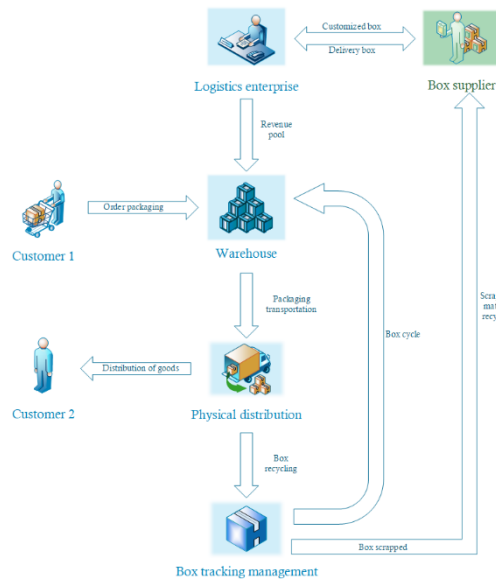 Customized box
Delivery box
Logistics enterprise
Box supplier
Revenue
pool
Order packaging
Customer 1
Warehouse
Packaging
transportation
Box cycle
Distribution of goods
Customer 2
Physical distribution
Box
recycling
Box scrapped
Box tracking management